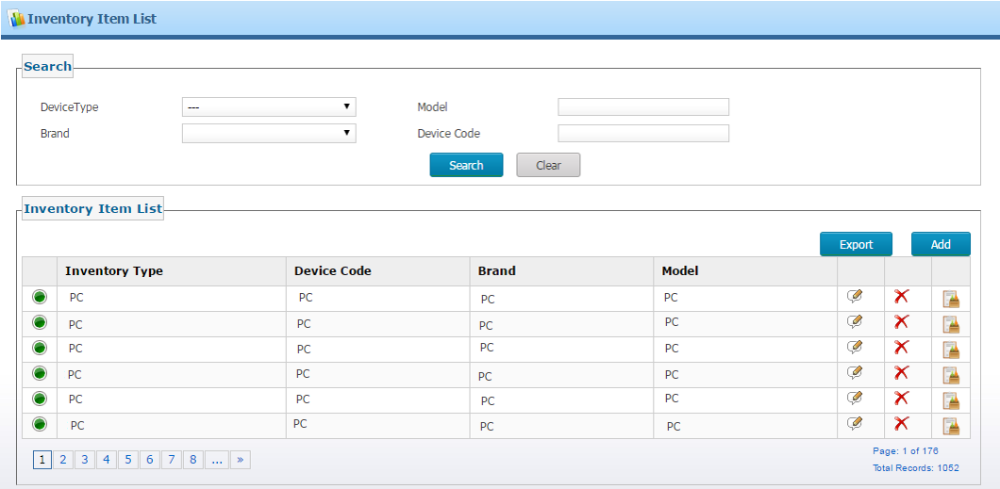 Inventory Item List
Search
DeviceType --- Model
Brand Device Code
Search Clear
Inventory Item List
Export Add
Inventory Type Device Code Brand Model
PC PC PC PC
PC PC PC PC
PC PC PC PC
PC PC PC PC
PC PC PC PC
PC PC PC PC
1 2 3 4 5 6 7 8 ... »
Page: 1 of 176
Total Records: 1052